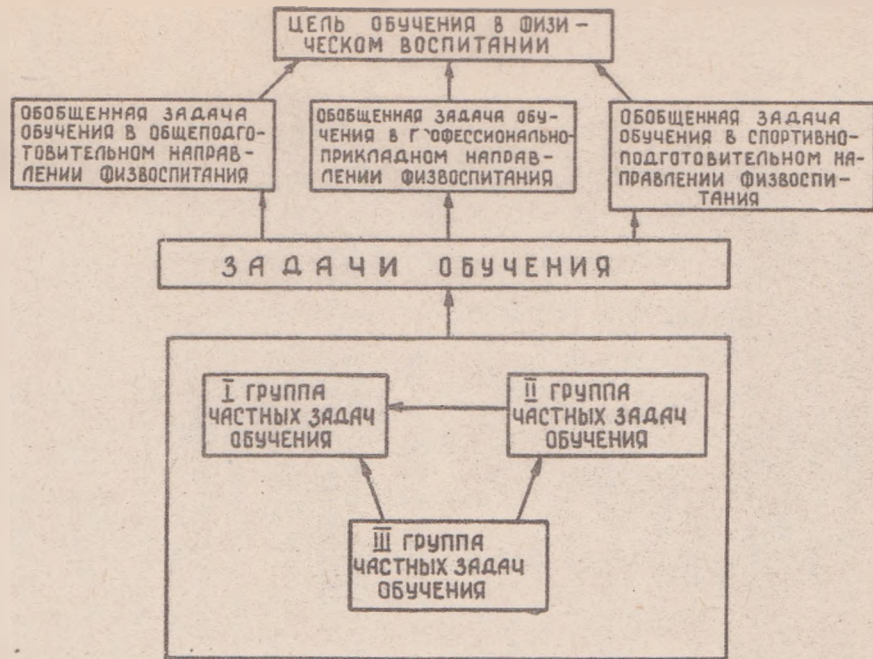 ЦЕЛЬ ОБУЧЕНИЯ В ФИЗИ-
ЧЕСКОМ ВОСПИТАНИИ
ОБОБЩЕННАЯ ЗАДАЧА
ОБУЧЕНИЯ В ОБЩЕПОДГО-
ТОВИТЕЛЬНОМ НАПРАВ-
ЛЕНИИ ФИЗВОСПИТАНИЯ
ОБОБЩЕННАЯ ЗАДАЧА ОБУ-
ЧЕНИЯ В ПРОФЕССИОНАЛЬНО-
ПРИКЛАДНОМ НАПРАВ-
ЛЕНИИ ФИЗВОСПИТАНИЯ
ОБОБЩЕННАЯ ЗАДАЧА
ОБУЧЕНИЯ В СПОРТИВНО-
ПОДГОТОВИТЕЛЬНОМ НА-
ПРАВЛЕНИИ ФИЗВОСПИ-
ТАНИЯ
ЗАДАЧИ ОБУЧЕНИЯ
I ГРУППА
ЧАСТНЫХ ЗАДАЧ
ОБУЧЕНИЯ
II ГРУППА
ЧАСТНЫХ ЗАДАЧ
ОБУЧЕНИЯ
III ГРУППА
ЧАСТНЫХ ЗАДАЧ
ОБУЧЕНИЯ